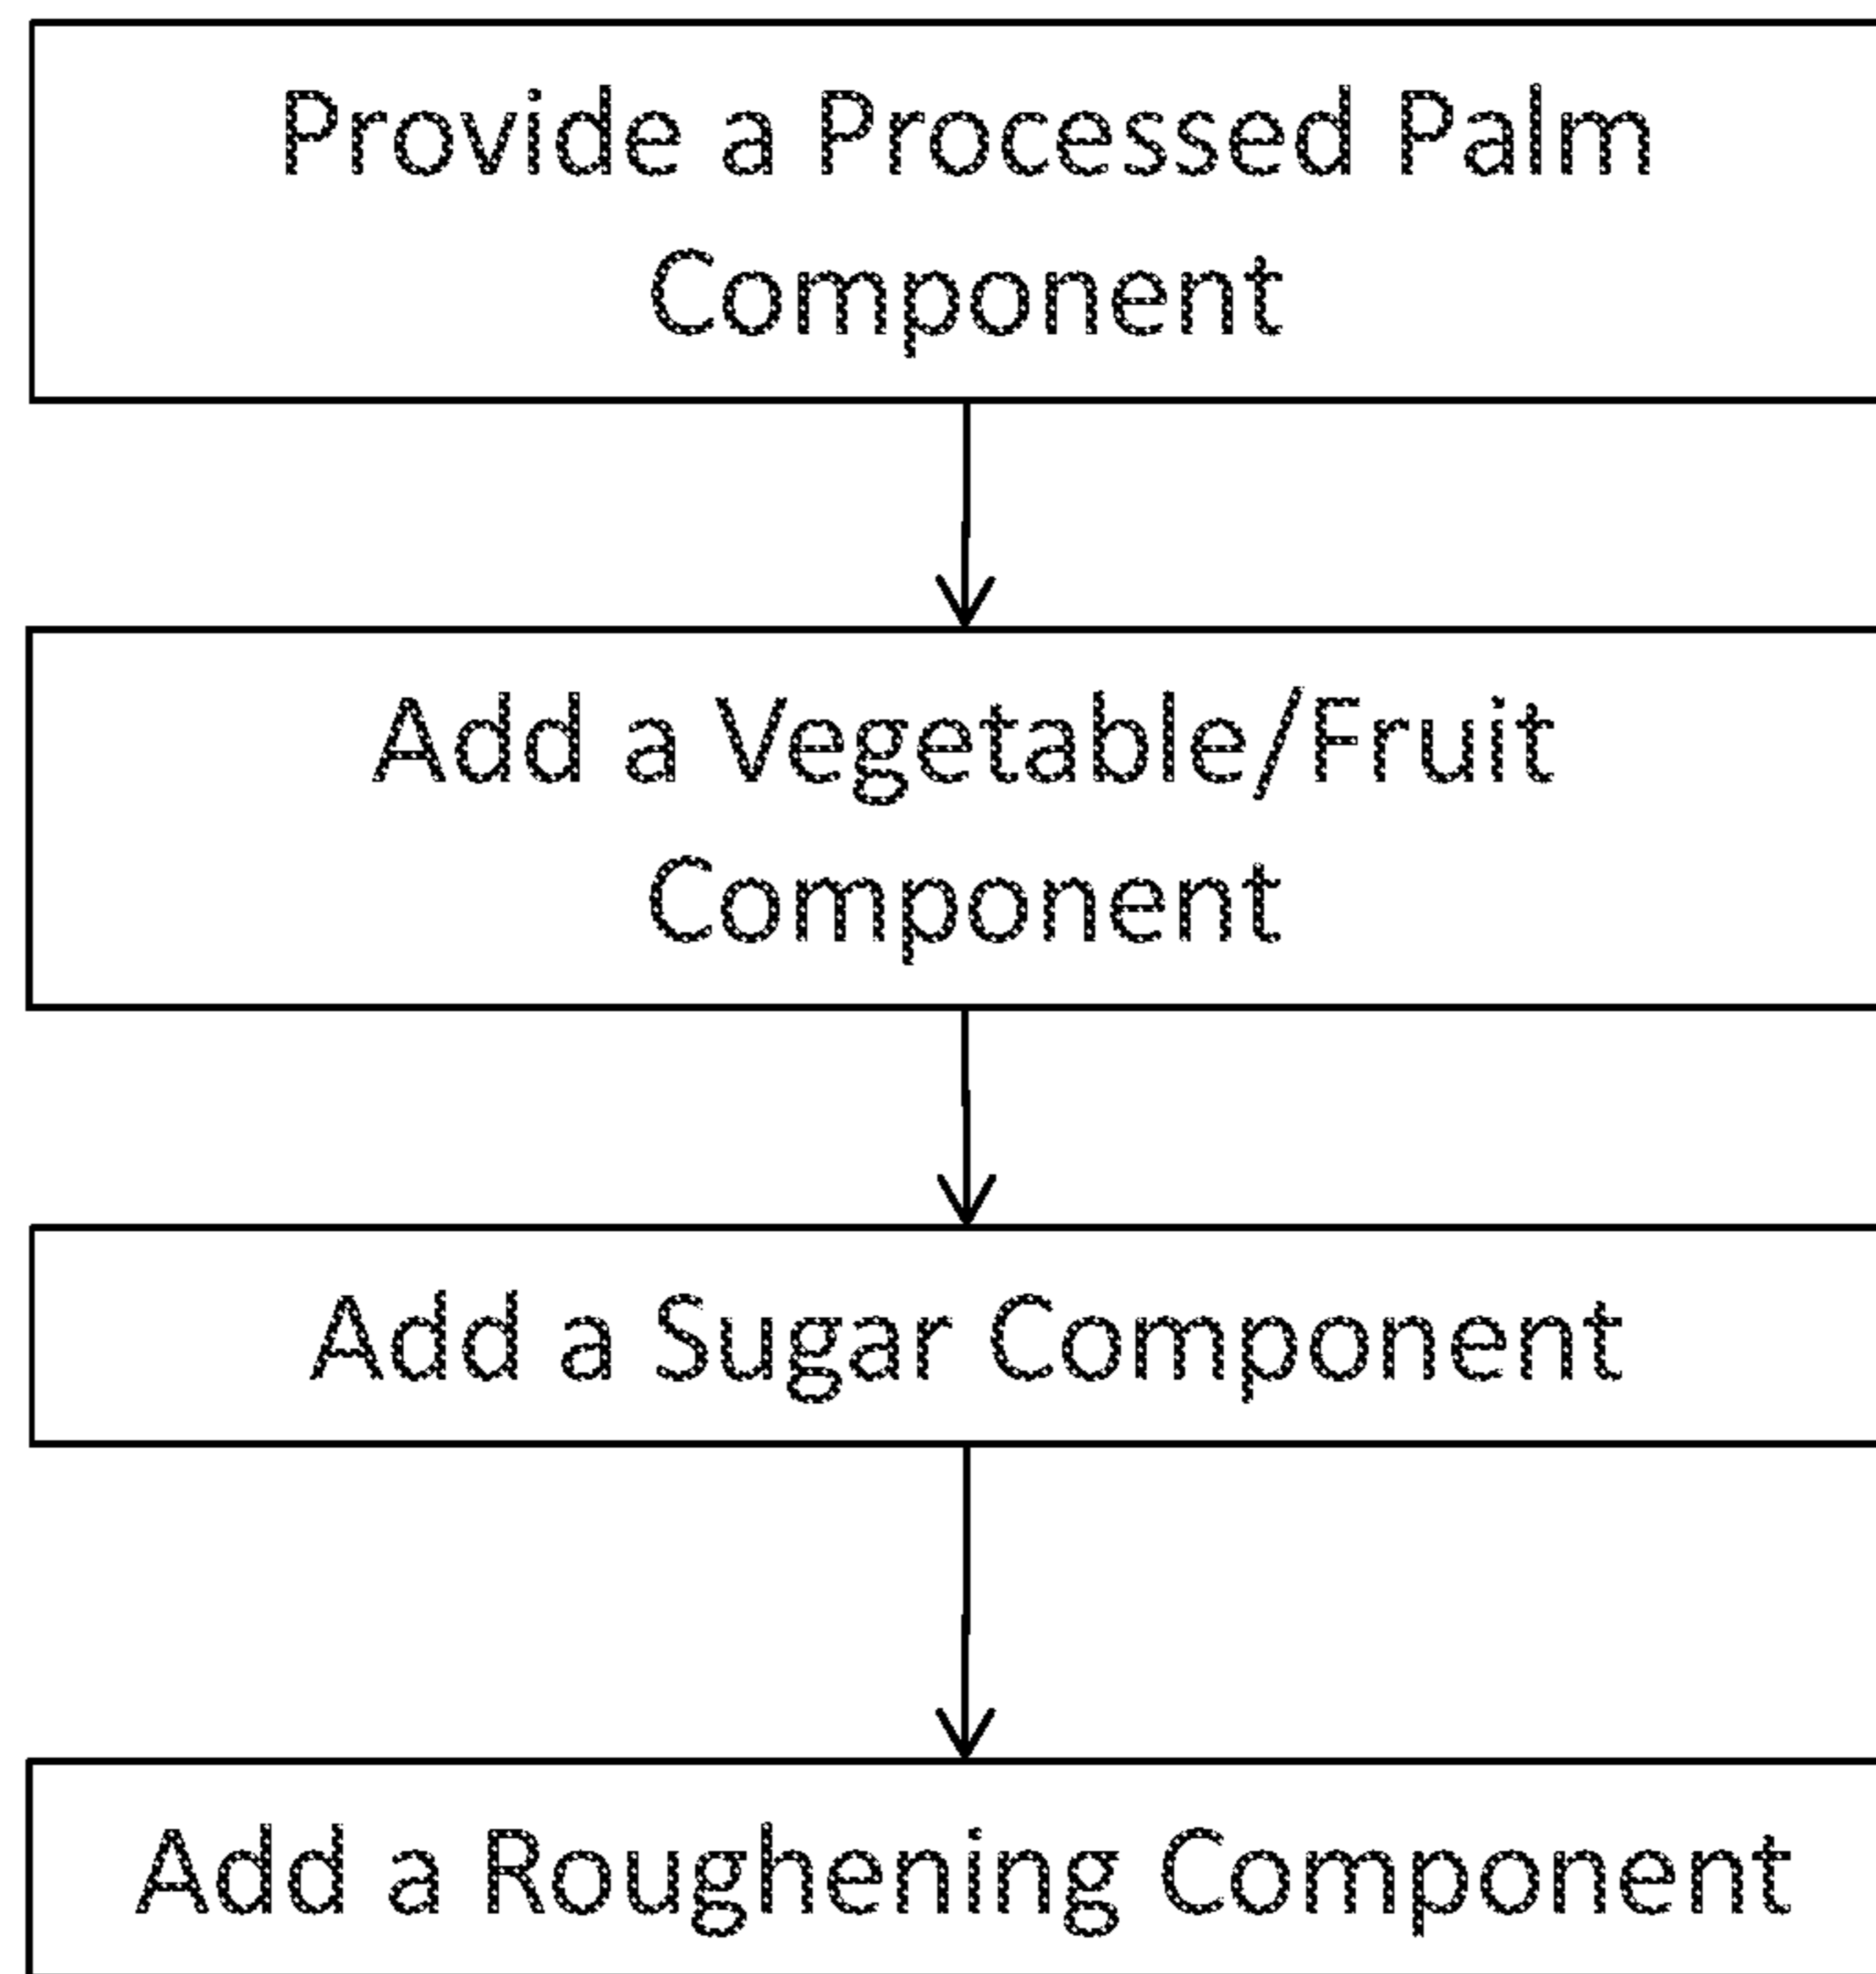 Provide a Processed Palm
Component
Add a Vegetable/Fruit
Component
Add a Sugar Component
Add a Roughening Component